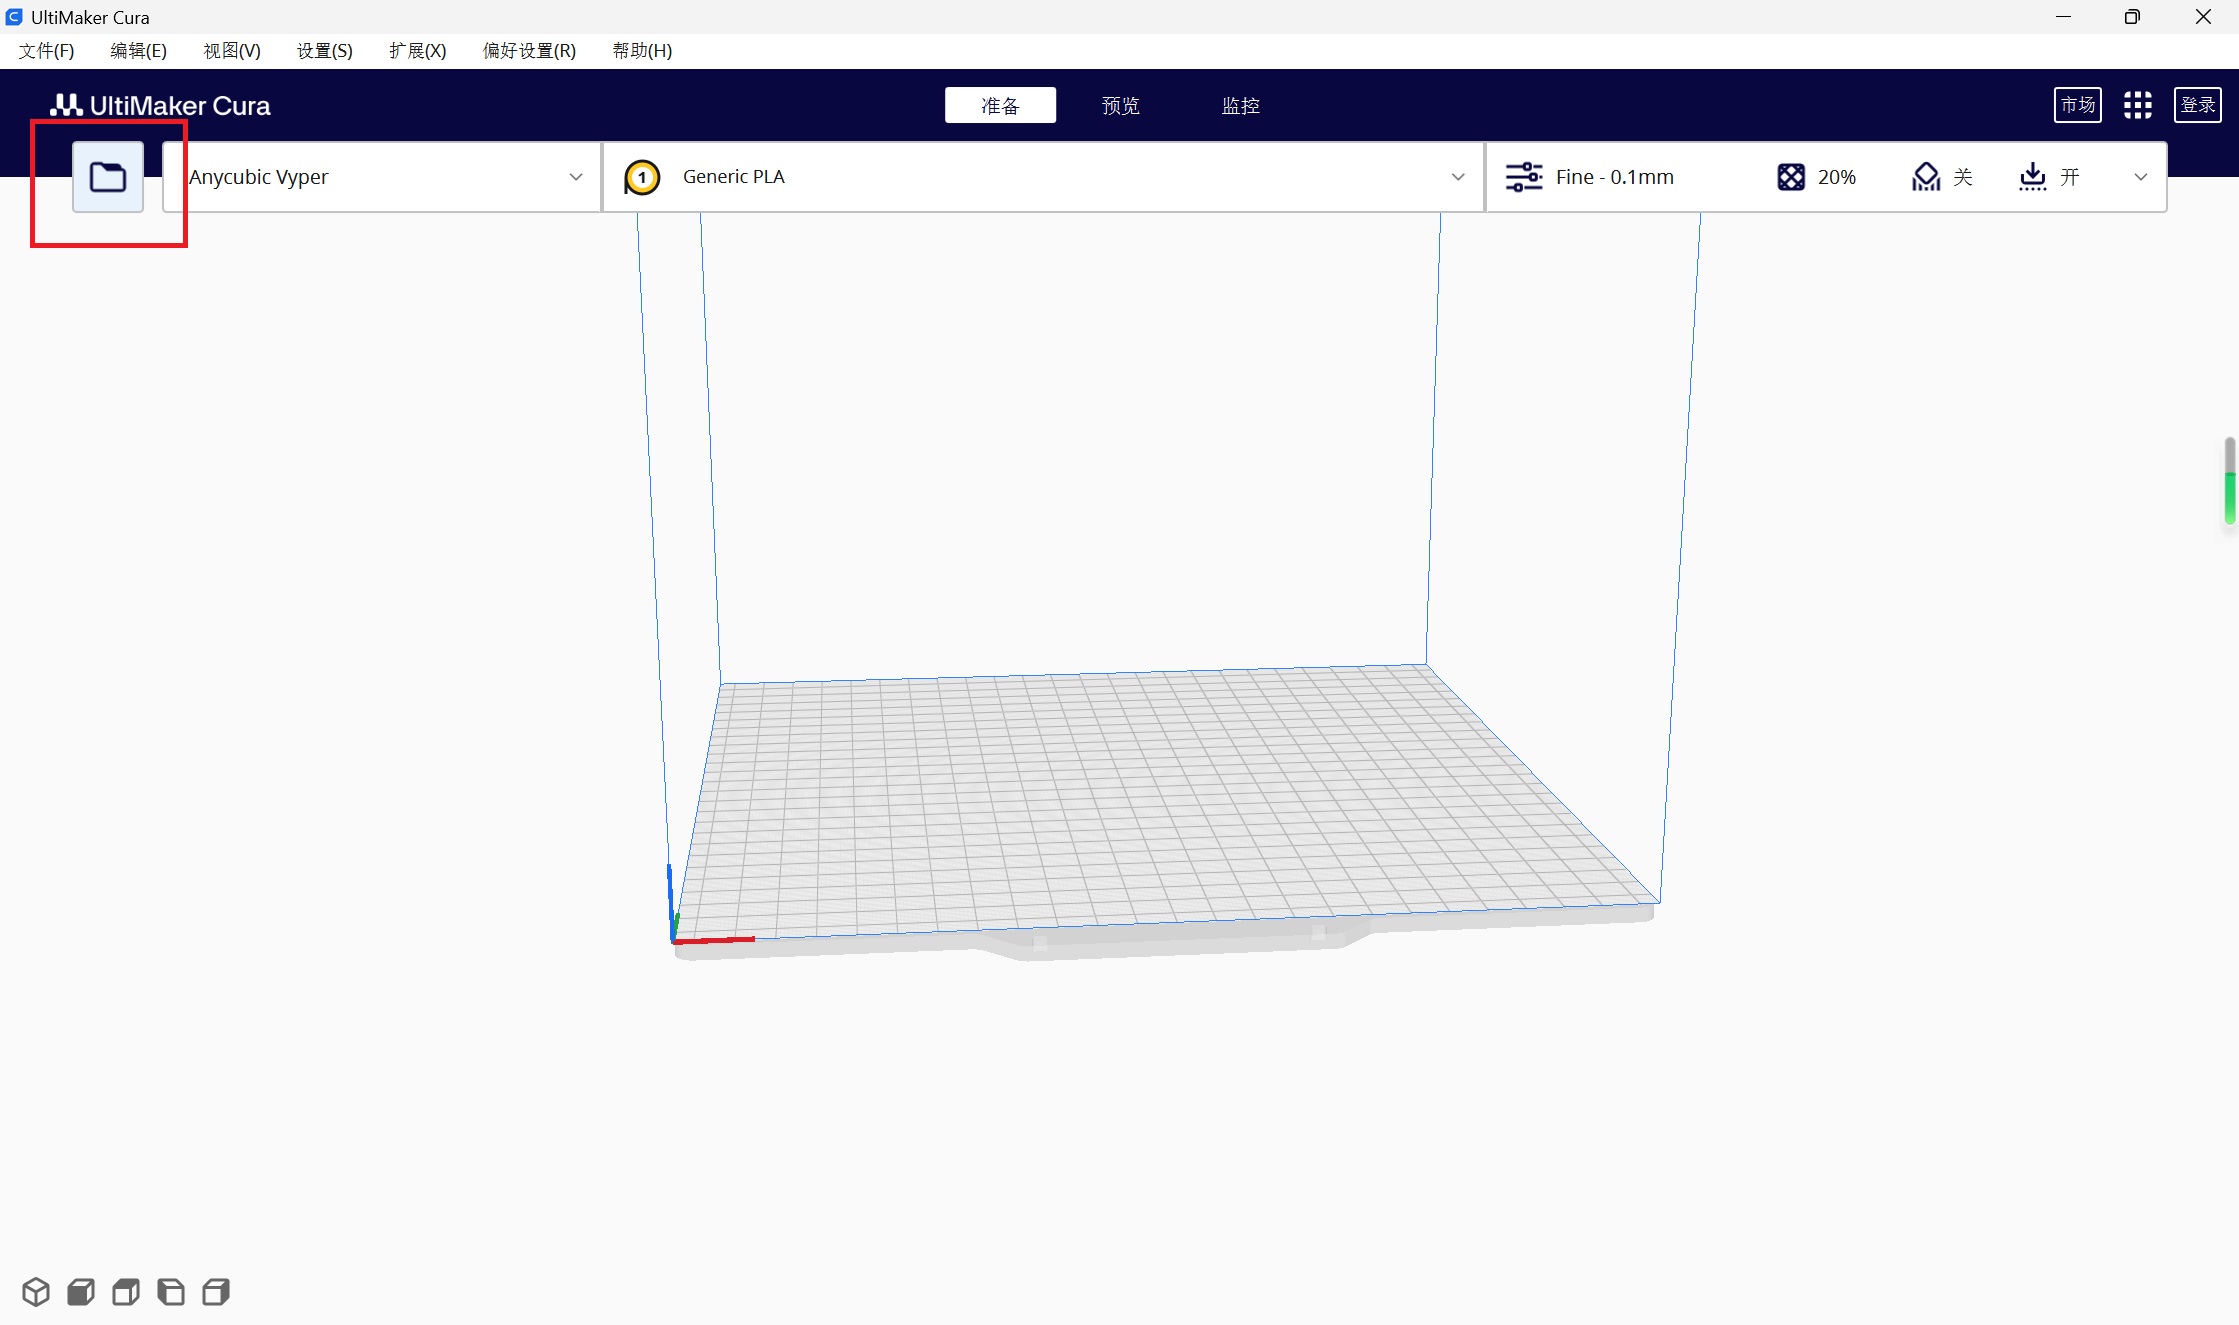 UltiMaker Cura
文件(F) 编辑(E) 视图(V) 设置(S) 扩展(X) 偏好设置(R) 帮助(H)
UltiMaker Cura 准备 预览 监控 市场 登录
Anycubic Vyper 1 Generic PLA Fine - 0.1mm 20% 关 开